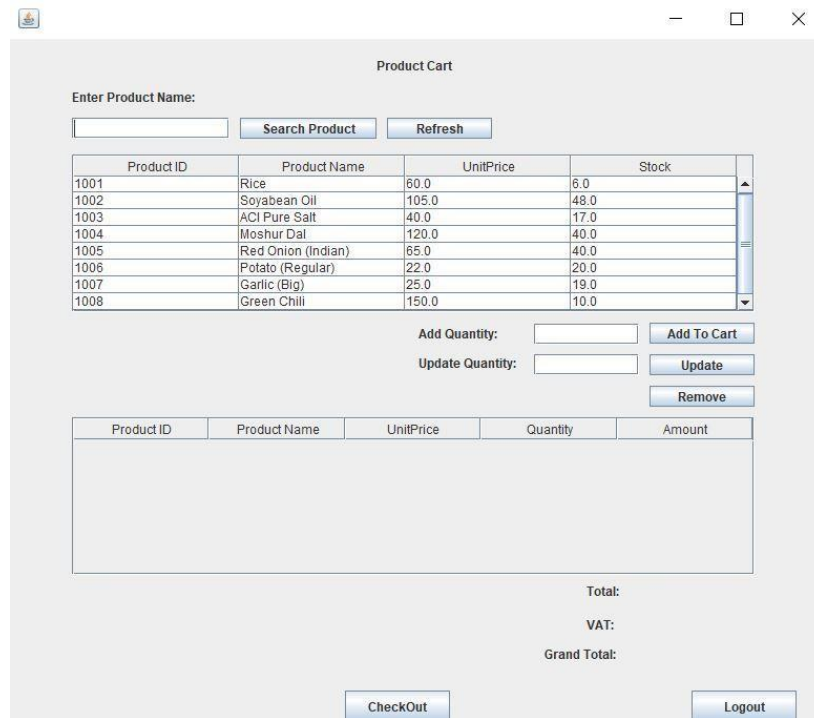 Product Cart
Enter Product Name:
Search Product Refresh
Product ID Product Name UnitPrice Stock
1001 Rice 60.0 6.0
1002 Soyabean Oil 105.0 48.0
1003 ACI Pure Salt 40.0 17.0
1004 Moshur Dal 120.0 40.0
1005 Red Onion (Indian) 65.0 40.0
1006 Potato (Regular) 22.0 20.0
1007 Garlic (Big) 25.0 19.0
1008 Green Chili 150.0 10.0
Add Quantity: Add To Cart
Update Quantity: Update
Remove
Product ID Product Name UnitPrice Quantity Amount
Total:
VAT:
Grand Total:
CheckOut Logout